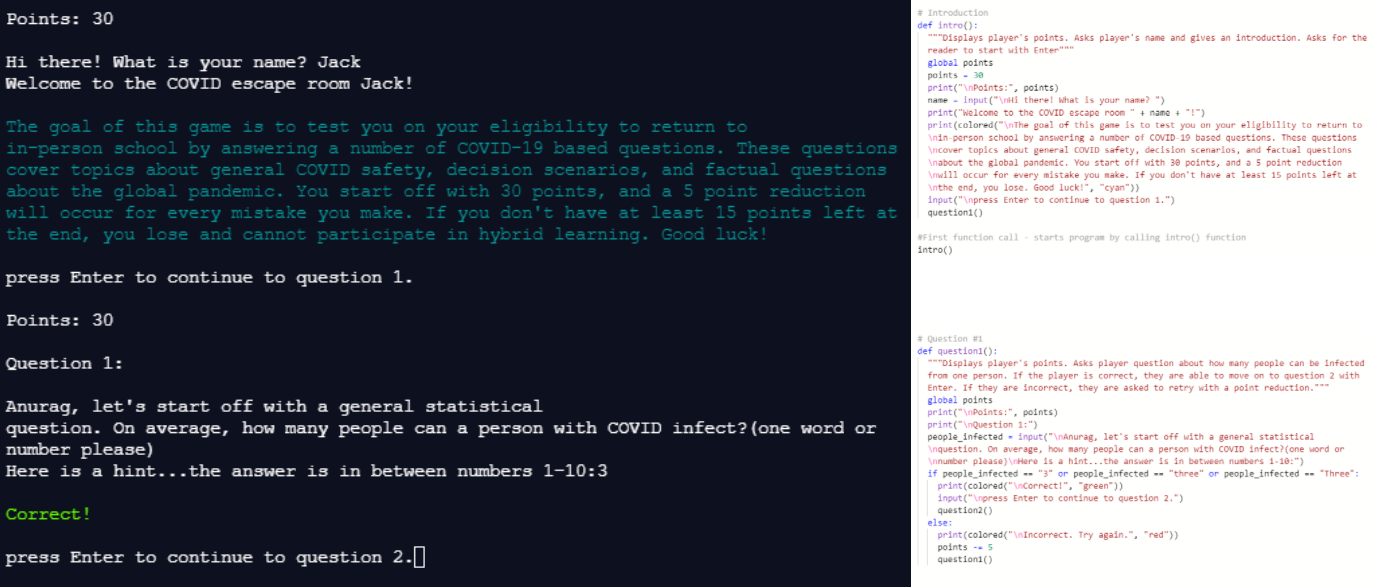 Points: 30
Hi there! What is your name? Jack
Welcome to the COVID escape room Jack!
The goal of this game is to test you on your eligibility to return to
in-person school by answering a number of COVID-19 based questions. These questions
cover topics about general COVID safety, decision scenarios, and factual questions
about the global pandemic. You start off with 30 points, and a 5 point reduction
will occur for every mistake you make. If you don't have at least 15 points left at
the end, you lose and cannot participate in hybrid learning. Good luck!
press Enter to continue to question 1.
Points: 30
Question 1:
Anurag, let's start off with a general statistical
question. On average, how many people can a person with COVID infect?(one word or
number please)
Here is a hint...the answer is in between numbers 1-10:3
Correct!
press Enter to continue to question 2.
# Introduction
def intro():
"""Displays player's points. Asks player's name and gives an introduction. Asks for the
reader to start with Enter"""
global points
points = 30
print("\nPoints:", points)
name = input("\nHi there! What is your name? ")
print("Welcome to the COVID escape room " + name + "!")
print(colored("\nThe goal of this game is to test you on your eligibility to return to
\nin-person school by answering a number of COVID-19 based questions. These questions
\ncover topics about general COVID safety, decision scenarios, and factual questions
\nabout the global pandemic. You start off with 30 points, and a 5 point reduction
\nwill occur for every mistake you make. If you don't have at least 15 points left at
\nthe end, you lose. Good luck!", "cyan"))
input("\npress Enter to continue to question 1.")
question1()
#First function call - starts program by calling intro() function
intro()
# Question #1
def question1():
"""Displays player's points. Asks player question about how many people can be infected
from one person. If the player is correct, they are able to move on to question 2 with
Enter. If they are incorrect, they are asked to retry with a point reduction."""
global points
print("\nPoints:", points)
print("\nQuestion 1:")
people_infected = input("\nAnurag, let's start off with a general statistical
\nquestion. On average, how many people can a person with COVID infect?(one word or
\nnumber please)\nHere is a hint...the answer is in between numbers 1-10:")
if people_infected == "3" or people_infected == "three" or people_infected == "Three":
print(colored("\nCorrect!", "green"))
input("\npress Enter to continue to question 2.")
question2()
else:
print(colored("\nIncorrect. Try again.", "red"))
points -= 5
question1()